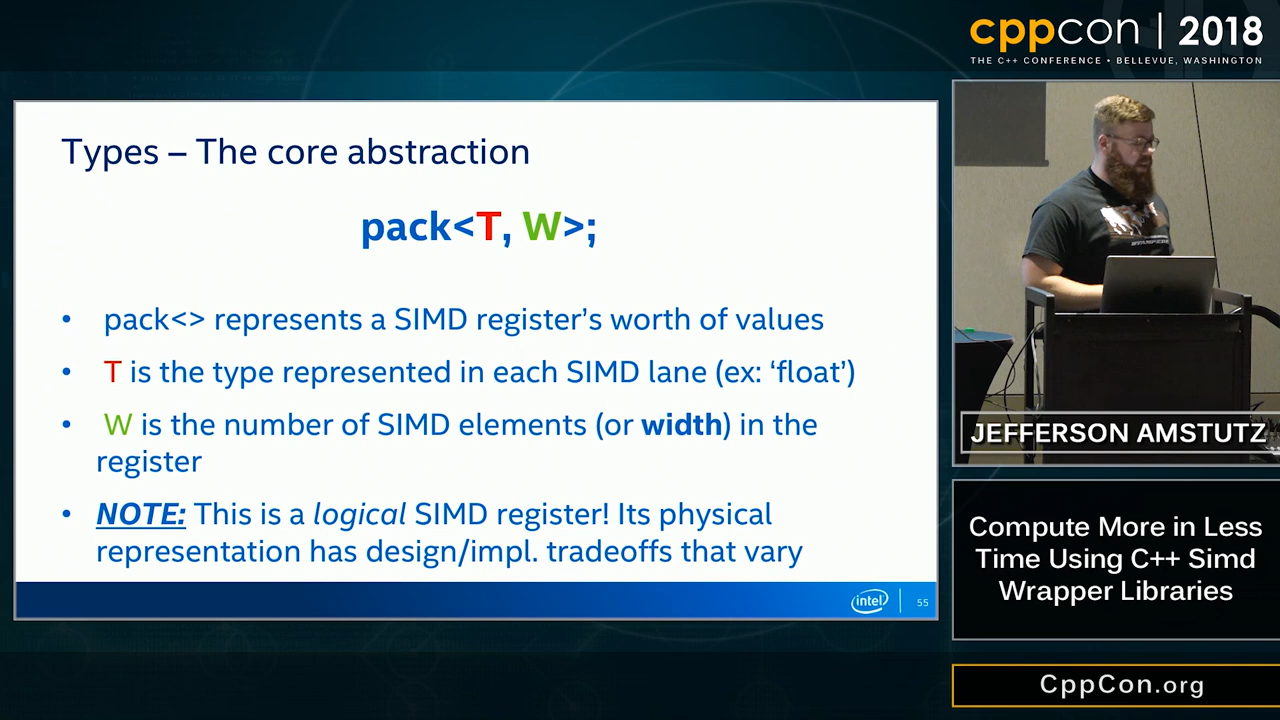 cppcon | 2018
THE C++ CONFERENCE • BELLEVUE, WASHINGTON
Types – The core abstraction
pack<T, W>;
• pack<> represents a SIMD register’s worth of values
• T is the type represented in each SIMD lane (ex: ‘float’)
• W is the number of SIMD elements (or width) in the
register
• NOTE: This is a logical SIMD register! Its physical
representation has design/impl. tradeoffs that vary
intel
55
JEFFERSON AMSTUTZ
Compute More in Less
Time Using C++ Simd
Wrapper Libraries
CppCon.org